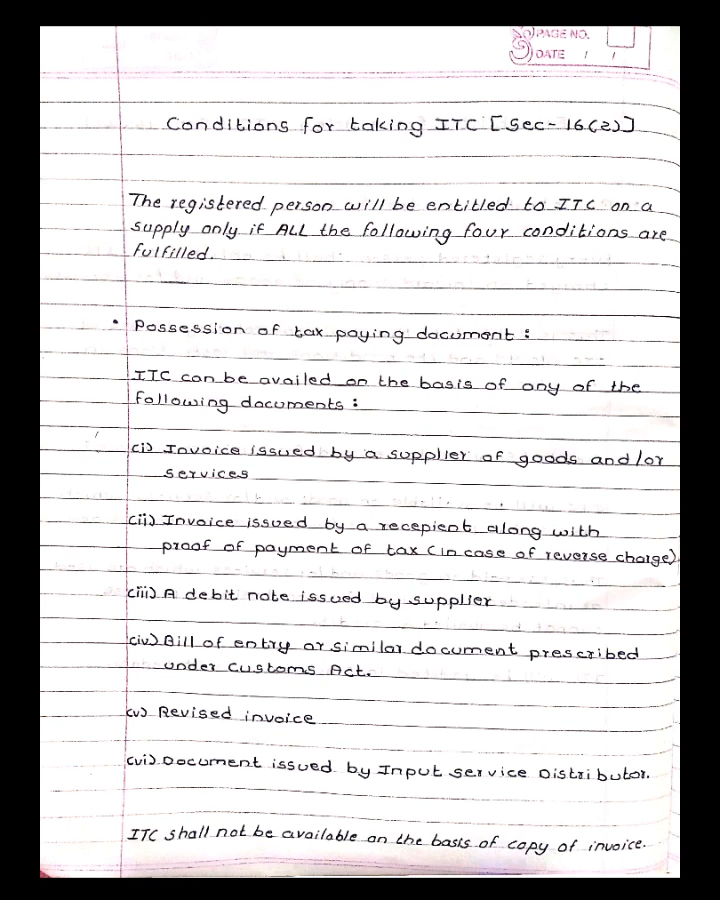 PAGE NO.
DATE / /
Conditions for taking ITC [Sec-16(2)]
The registered person will be entitled to ITC on a
supply only if ALL the following four conditions are
fulfilled.
• Possession of tax paying document :
ITC can be availed on the basis of any of the
following documents :
(i) Invoice issued by a supplier of goods and/or
services
(ii) Invoice issued by a recepient along with
proof of payment of tax (in case of reverse charge)
(iii) A debit note issued by supplier
(iv) Bill of entry or similar document prescribed
under Customs Act.
(v) Revised invoice
(vi) Document issued by Input service Distributor.
ITC shall not be available on the basis of copy of invoice.